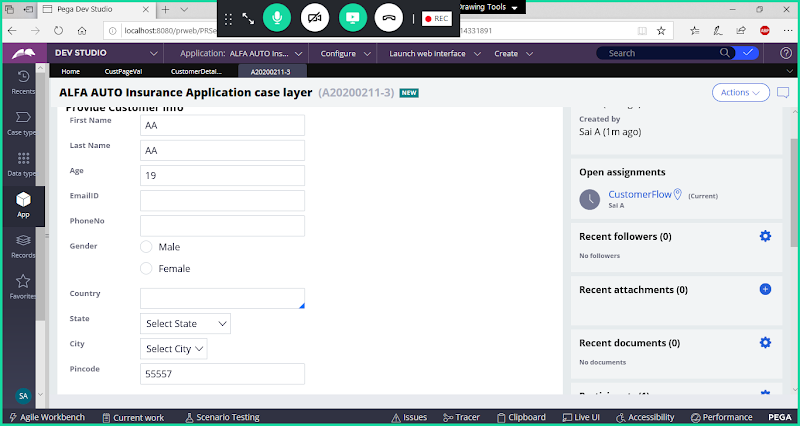 Pega Dev Studio
Drawing Tools
REC
localhost:8080/prweb/PRSe
14331891
DEV STUDIO
Application: ALFA AUTO Ins...
Configure
Launch web interface
Create
Search
Home
CustPageVal
CustomerDetai...
A20200211-3
Recents
Case type
Data type
App
Records
Favorites
SA
ALFA AUTO Insurance Application case layer (A20200211-3) NEW
Actions
Provide Customer Info
First Name AA
Last Name AA
Age 19
EmailID
PhoneNo
Gender Male
Female
Country
State Select State
City Select City
Pincode 55557
Created by
Sai A (1m ago)
Open assignments
CustomerFlow (Current)
Sai A
Recent followers (0)
No followers
Recent attachments (0)
Recent documents (0)
No documents
Agile Workbench
Current work
Scenario Testing
Issues
Tracer
Clipboard
Live UI
Accessibility
Performance
PEGA